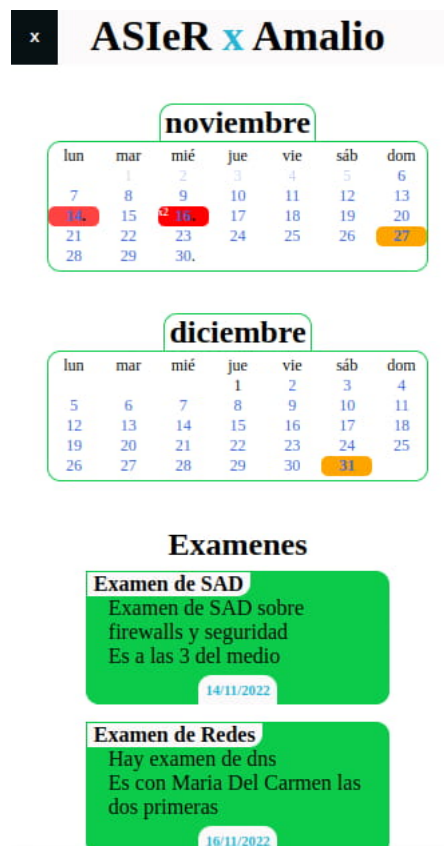 x
ASIeR x Amalio
noviembre
lun mar mié jue vie sáb dom
1 2 3 4 5 6
7 8 9 10 11 12 13
14. 15 x2 16. 17 18 19 20
21 22 23 24 25 26 27
28 29 30.
diciembre
lun mar mié jue vie sáb dom
1 2 3 4
5 6 7 8 9 10 11
12 13 14 15 16 17 18
19 20 21 22 23 24 25
26 27 28 29 30 31
Examenes
Examen de SAD
Examen de SAD sobre
firewalls y seguridad
Es a las 3 del medio
14/11/2022
Examen de Redes
Hay examen de dns
Es con Maria Del Carmen las
dos primeras
16/11/2022